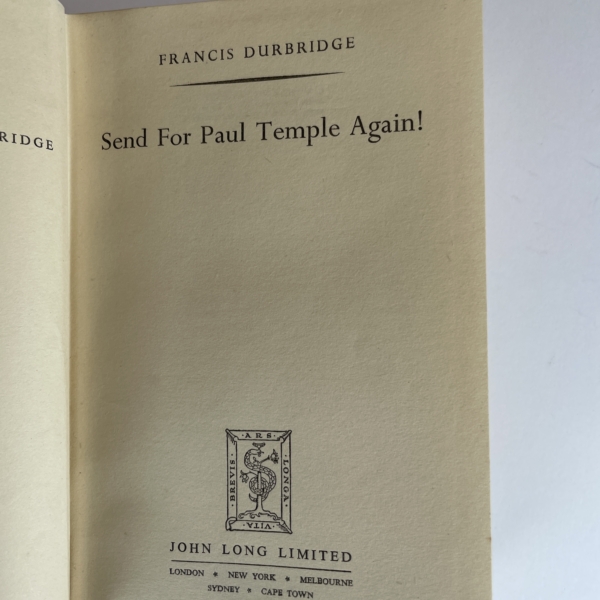 RIDGE
FRANCIS DURBRIDGE
Send For Paul Temple Again!
· ARS ·
BREVIS ·
LONGA ·
· VITA ·
JOHN LONG LIMITED
LONDON * NEW YORK * MELBOURNE
SYDNEY * CAPE TOWN